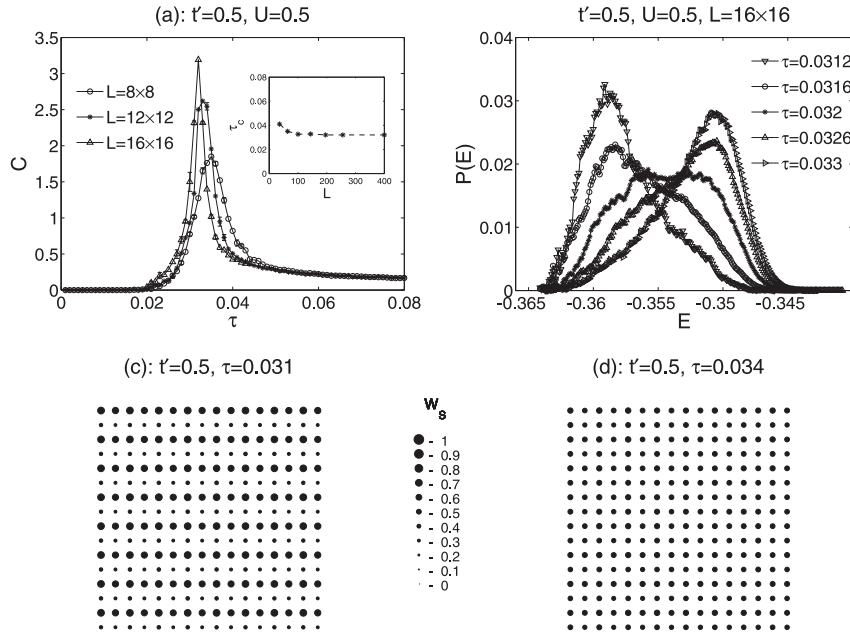 (a): t'=0.5, U=0.5
3.5
3
2.5
2
1.5
1
0.5
0
C
0
0.02
0.04
0.06
0.08
τ
L=8×8
L=12×12
L=16×16
0.08
0.06
0.04
0.02
0.00
τc
0
100
200
300
400
L
t'=0.5, U=0.5, L=16×16
0.04
0.03
0.02
0.01
0
P(E)
-0.365
-0.36
-0.355
-0.35
-0.345
E
τ=0.0312
τ=0.0316
τ=0.032
τ=0.0326
τ=0.033
(c): t'=0.5, τ=0.031
ws
- 1
- 0.9
- 0.8
- 0.7
- 0.6
- 0.5
- 0.4
- 0.3
- 0.2
- 0.1
- 0
(d): t'=0.5, τ=0.034